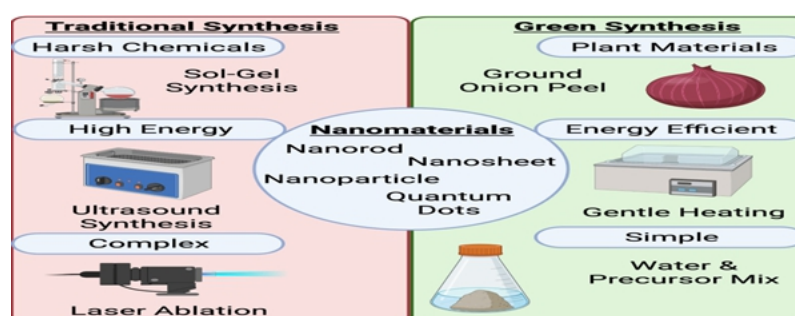 Traditional Synthesis
Harsh Chemicals
Sol-Gel
Synthesis
High Energy
Ultrasound
Synthesis
Complex
Laser Ablation
Nanomaterials
Nanorod
Nanosheet
Nanoparticle
Quantum
Dots
Green Synthesis
Plant Materials
Ground
Onion Peel
Energy Efficient
Gentle Heating
Simple
Water &
Precursor Mix